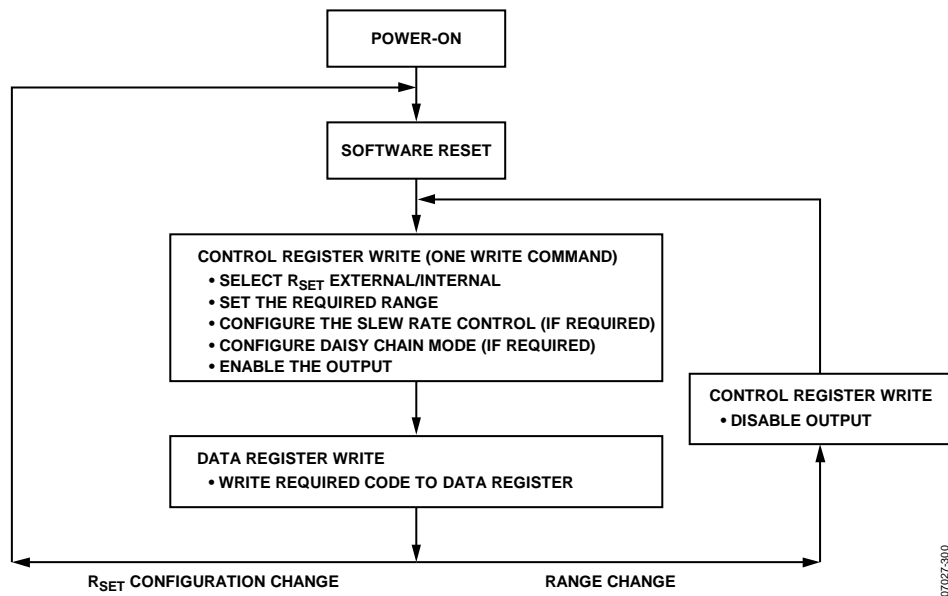 POWER-ON
SOFTWARE RESET
CONTROL REGISTER WRITE (ONE WRITE COMMAND)
• SELECT RSET EXTERNAL/INTERNAL
• SET THE REQUIRED RANGE
• CONFIGURE THE SLEW RATE CONTROL (IF REQUIRED)
• CONFIGURE DAISY CHAIN MODE (IF REQUIRED)
• ENABLE THE OUTPUT
CONTROL REGISTER WRITE
• DISABLE OUTPUT
DATA REGISTER WRITE
• WRITE REQUIRED CODE TO DATA REGISTER
RSET CONFIGURATION CHANGE
RANGE CHANGE
07027-300